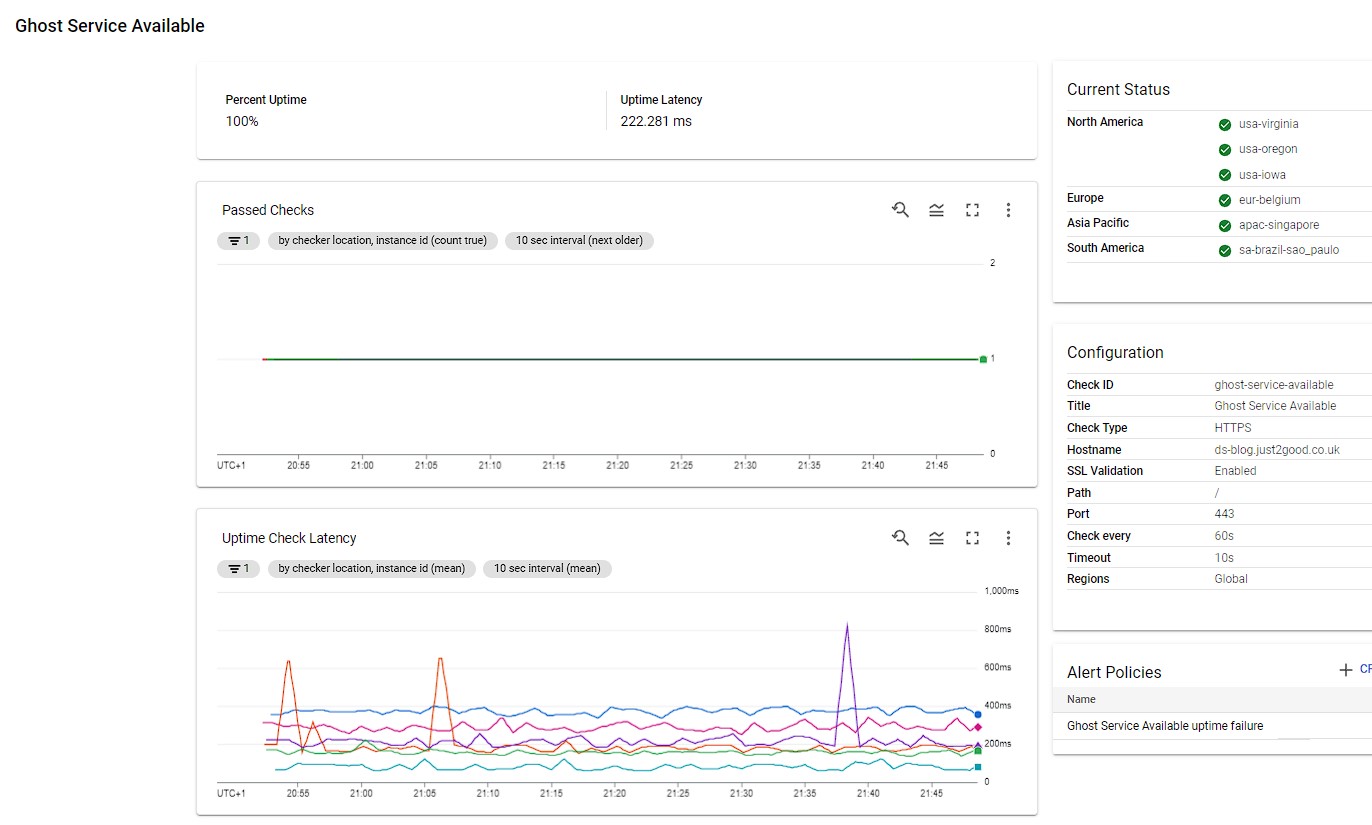 Ghost Service Available
Percent Uptime
100%
Uptime Latency
222.281 ms
Passed Checks
1
by checker location, instance id (count true)
10 sec interval (next older)
2
1
0
UTC+1 20:55 21:00 21:05 21:10 21:15 21:20 21:25 21:30 21:35 21:40 21:45
Uptime Check Latency
1
by checker location, instance id (mean)
10 sec interval (mean)
1,000ms
800ms
600ms
400ms
200ms
0
UTC+1 20:55 21:00 21:05 21:10 21:15 21:20 21:25 21:30 21:35 21:40 21:45
Current Status
North America usa-virginia
usa-oregon
usa-iowa
Europe eur-belgium
Asia Pacific apac-singapore
South America sa-brazil-sao_paulo
Configuration
Check ID ghost-service-available
Title Ghost Service Available
Check Type HTTPS
Hostname ds-blog.just2good.co.uk
SSL Validation Enabled
Path /
Port 443
Check every 60s
Timeout 10s
Regions Global
Alert Policies
Name
Ghost Service Available uptime failure